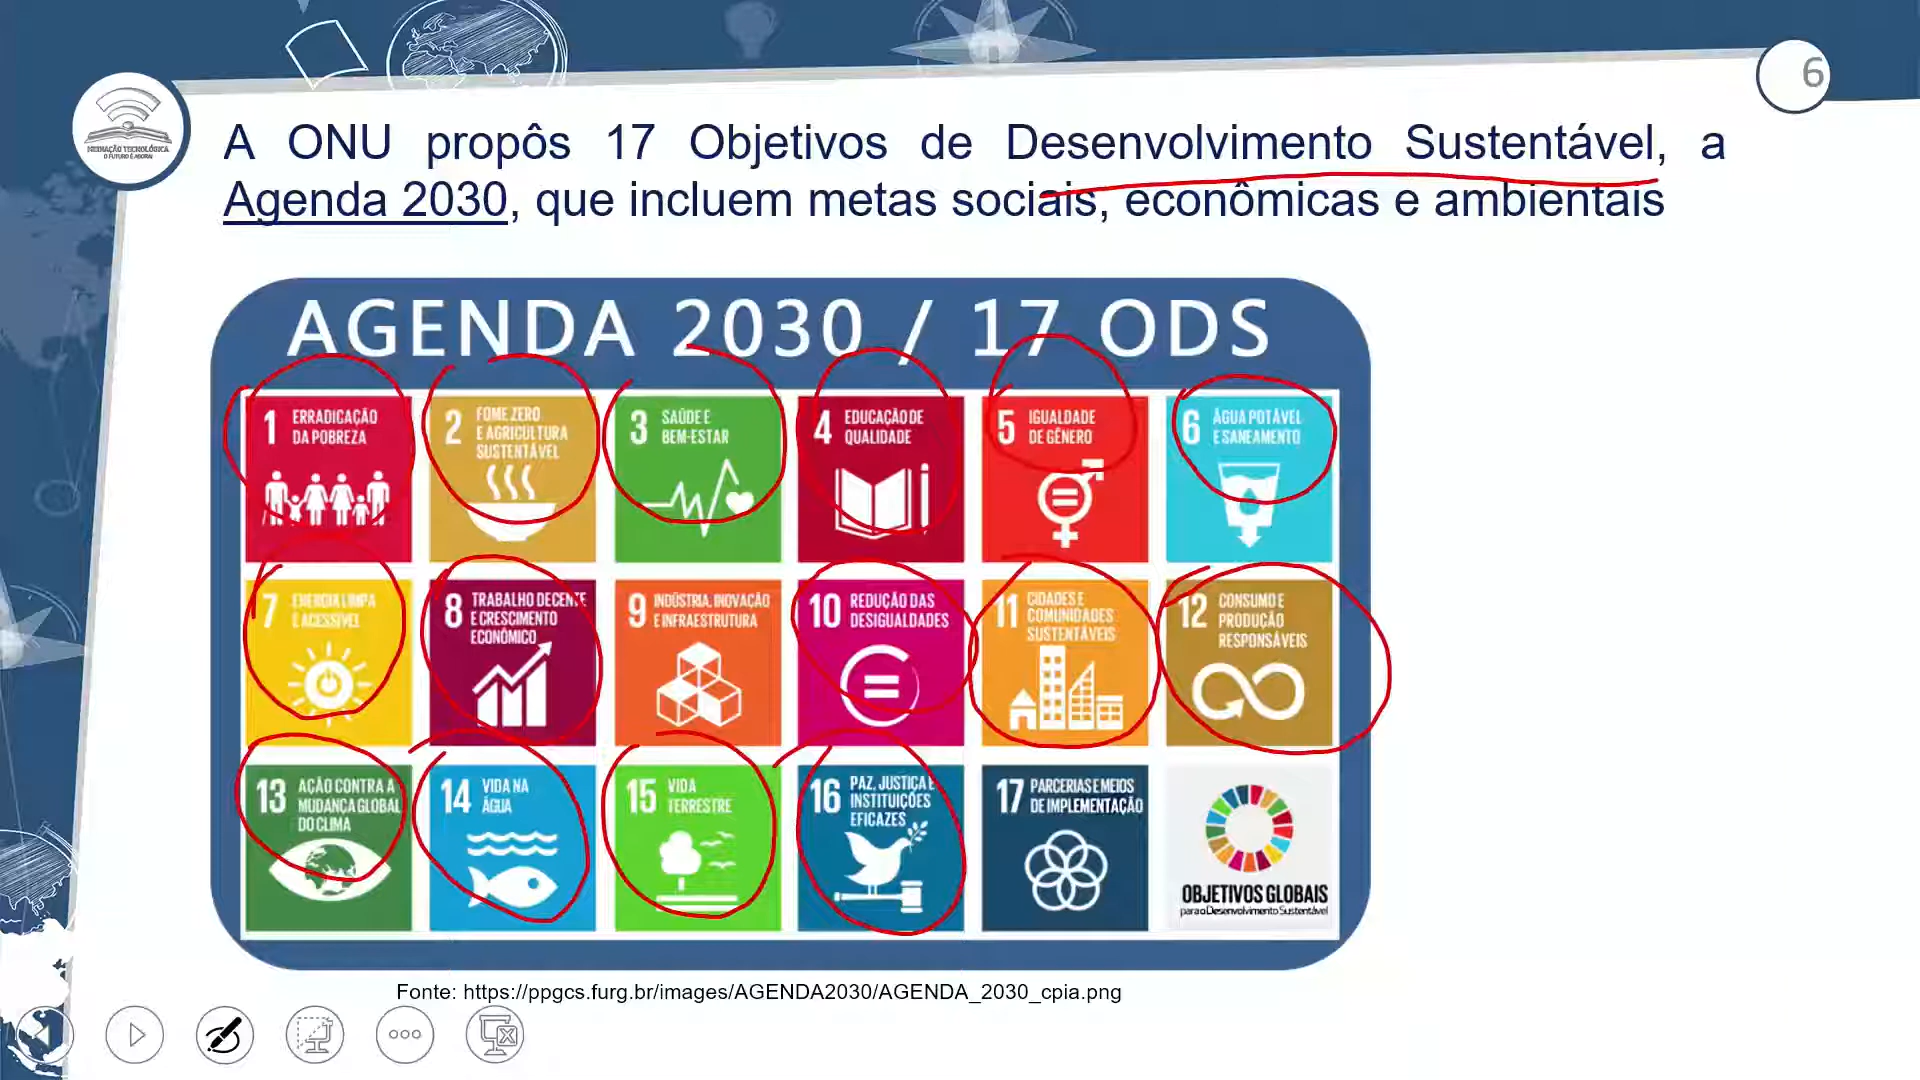 6
MEDIAÇÃO TECNOLÓGICA
O FUTURO É AGORA!
A ONU propôs 17 Objetivos de Desenvolvimento Sustentável, a
Agenda 2030, que incluem metas sociais, econômicas e ambientais
AGENDA 2030 / 17 ODS
1 ERRADICAÇÃO
DA POBREZA
2 FOME ZERO
E AGRICULTURA
SUSTENTÁVEL
3 SAÚDE E
BEM-ESTAR
4 EDUCAÇÃO DE
QUALIDADE
5 IGUALDADE
DE GÊNERO
6 ÁGUA POTÁVEL
E SANEAMENTO
7 ENERGIA LIMPA
E ACESSÍVEL
8 TRABALHO DECENTE
E CRESCIMENTO
ECONÔMICO
9 INDÚSTRIA, INOVAÇÃO
E INFRAESTRUTURA
10 REDUÇÃO DAS
DESIGUALDADES
11 CIDADES E
COMUNIDADES
SUSTENTÁVEIS
12 CONSUMO E
PRODUÇÃO
RESPONSÁVEIS
13 AÇÃO CONTRA A
MUDANÇA GLOBAL
DO CLIMA
14 VIDA NA
ÁGUA
15 VIDA
TERRESTRE
16 PAZ, JUSTIÇA E
INSTITUIÇÕES
EFICAZES
17 PARCERIAS E MEIOS
DE IMPLEMENTAÇÃO
OBJETIVOS GLOBAIS
para o Desenvolvimento Sustentável
Fonte: https://ppgcs.furg.br/images/AGENDA2030/AGENDA_2030_cpia.png